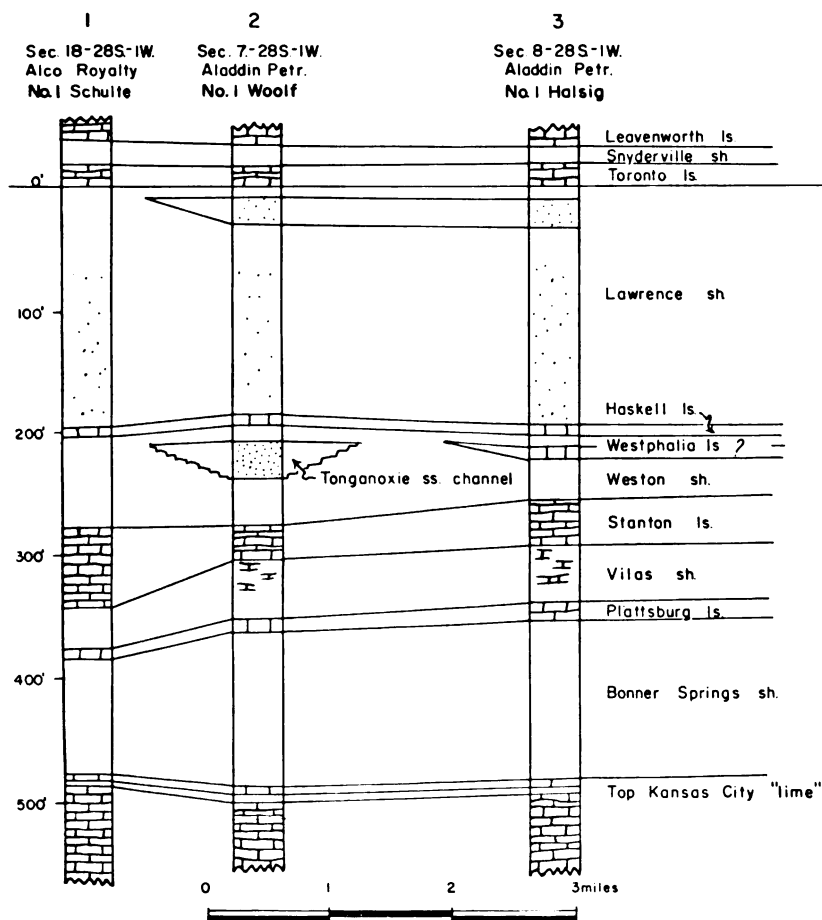 1
Sec. 18-28S.-1W.
Alco Royalty
No.1 Schulte
2
Sec. 7.-28S-1W.
Aladdin Petr.
No. 1 Woolf
3
Sec. 8-28S-1W.
Aladdin Petr.
No.1 Halsig
Leavenworth ls.
Snyderville sh
Toronto ls.
0'
Lawrence sh
100'
Haskell ls.
200'
Westphalia ls ?
Tonganoxie ss. channel
Weston sh.
Stanton ls.
300'
Vilas sh.
Plattsburg ls.
400'
Bonner Springs sh.
Top Kansas City "lime"
500'
0 1 2 3 miles